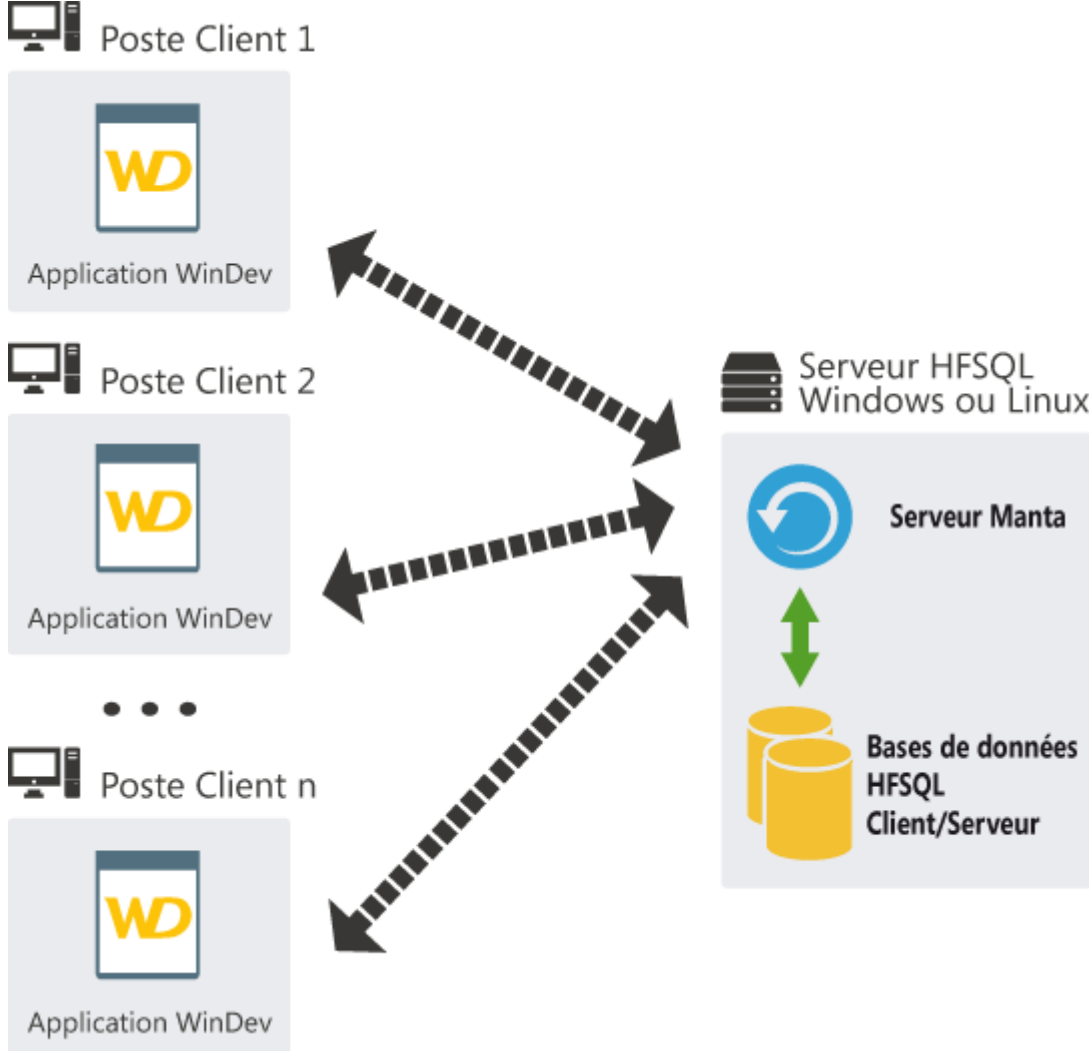 Poste Client 1
WD
Application WinDev
Poste Client 2
WD
Application WinDev
Poste Client n
WD
Application WinDev
Serveur HFSQL
Windows ou Linux
Serveur Manta
Bases de données
HFSQL
Client/Serveur